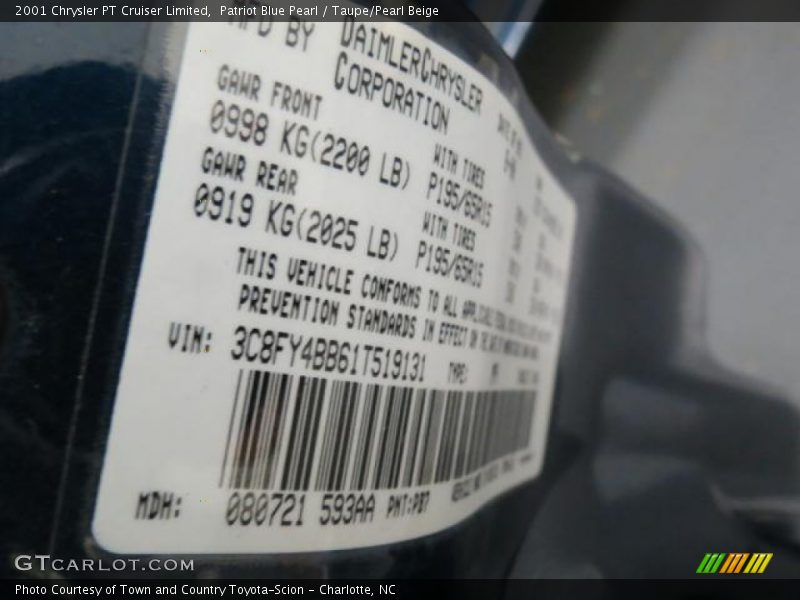 2001 Chrysler PT Cruiser Limited, Patriot Blue Pearl / Taupe/Pearl Beige
MFD BY DAIMLERCHRYSLER
CORPORATION
GAWR FRONT
0998 KG(2200 LB)
WITH TIRES
P195/65R15
GAWR REAR
0919 KG(2025 LB)
WITH TIRES
P195/65R15
THIS VEHICLE CONFORMS TO ALL APPLICABLE
PREVENTION STANDARDS IN EFFECT ON
VIN: 3C8FY4BB61T519131 TYPE:
MDH: 080721 593AA PNT:PB7
GTCARLOT.COM
Photo Courtesy of Town and Country Toyota-Scion - Charlotte, NC